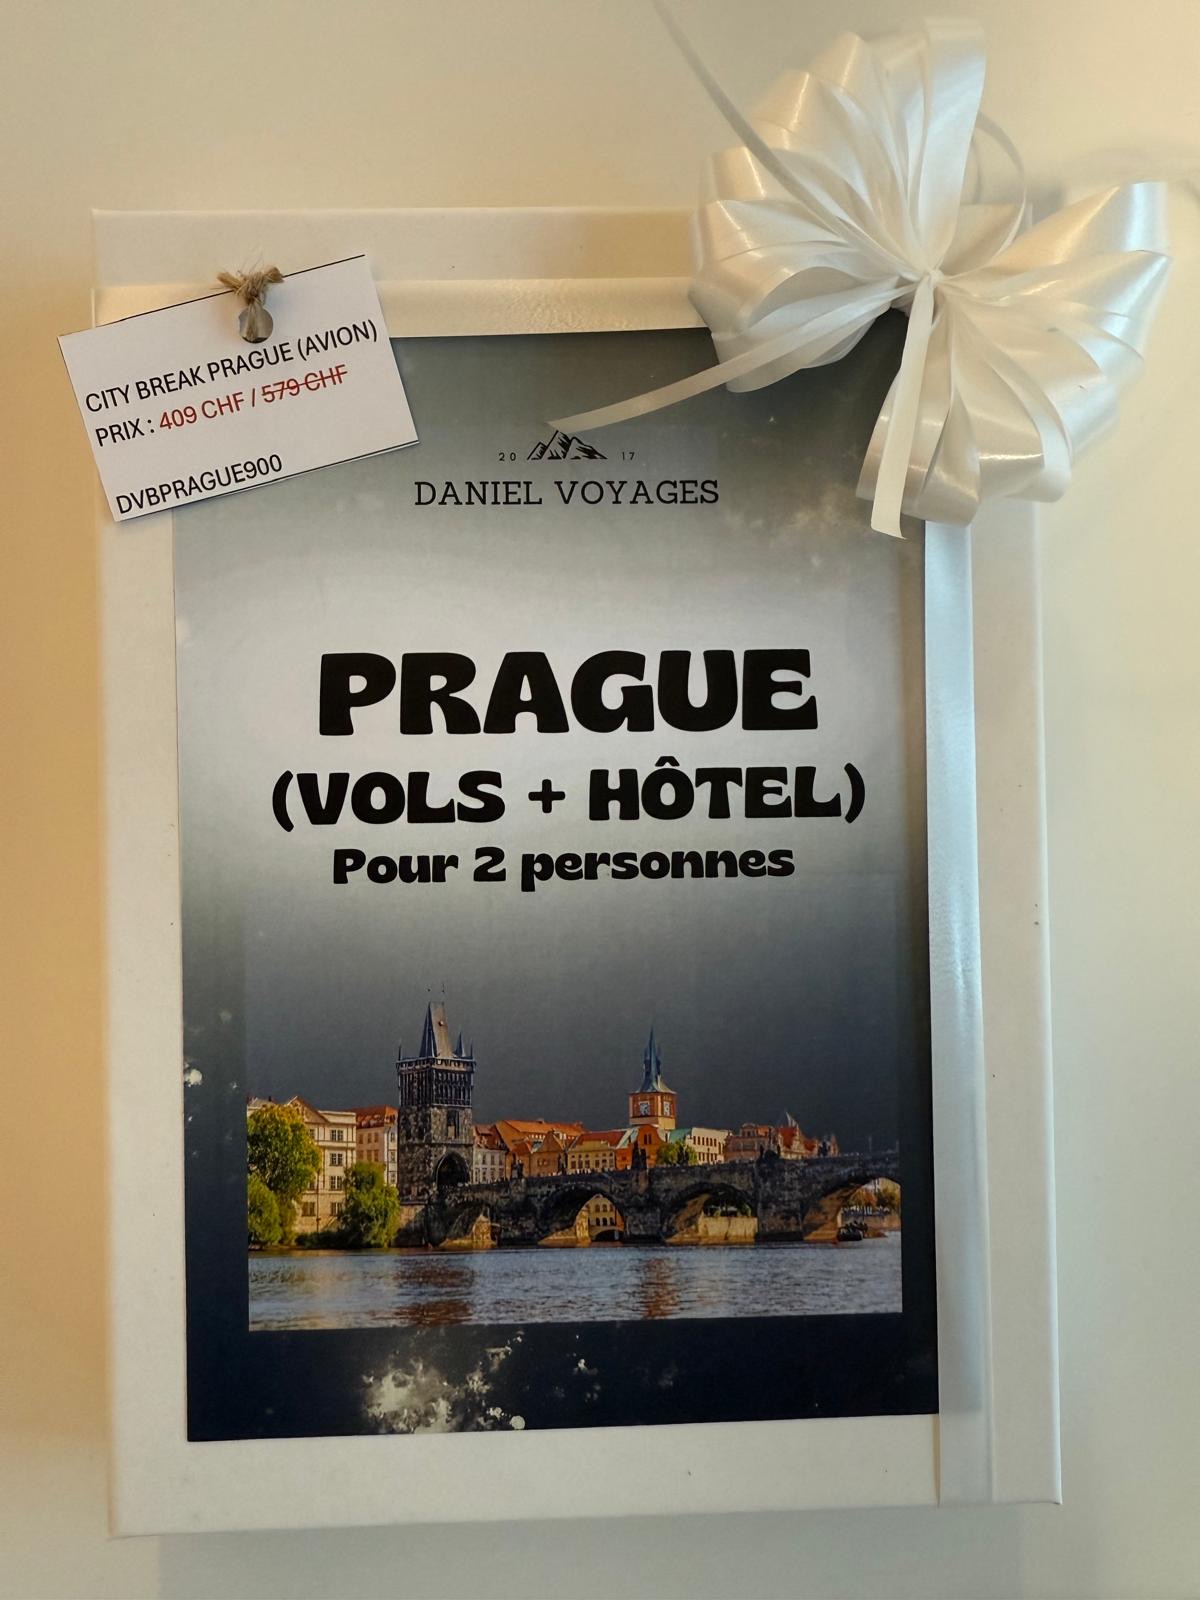 CITY BREAK PRAGUE (AVION)
PRIX : 409 CHF / 579 CHF
DVBPRAGUE900
20 17
DANIEL VOYAGES
PRAGUE
(VOLS + HÔTEL)
Pour 2 personnes